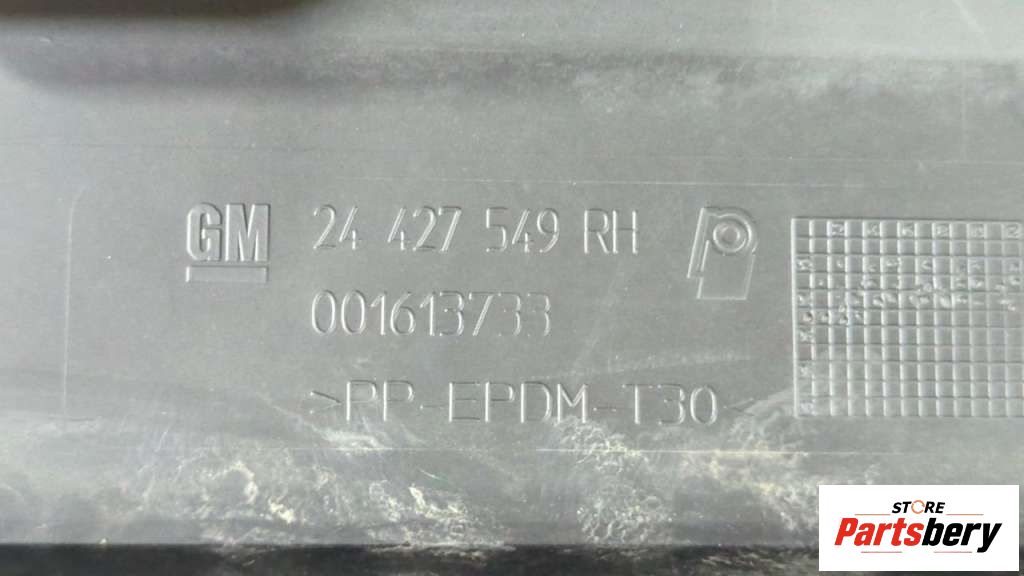 GM 24 427 549 RH
001613733
>PP-EPDM-T30<
STORE
Partsbery